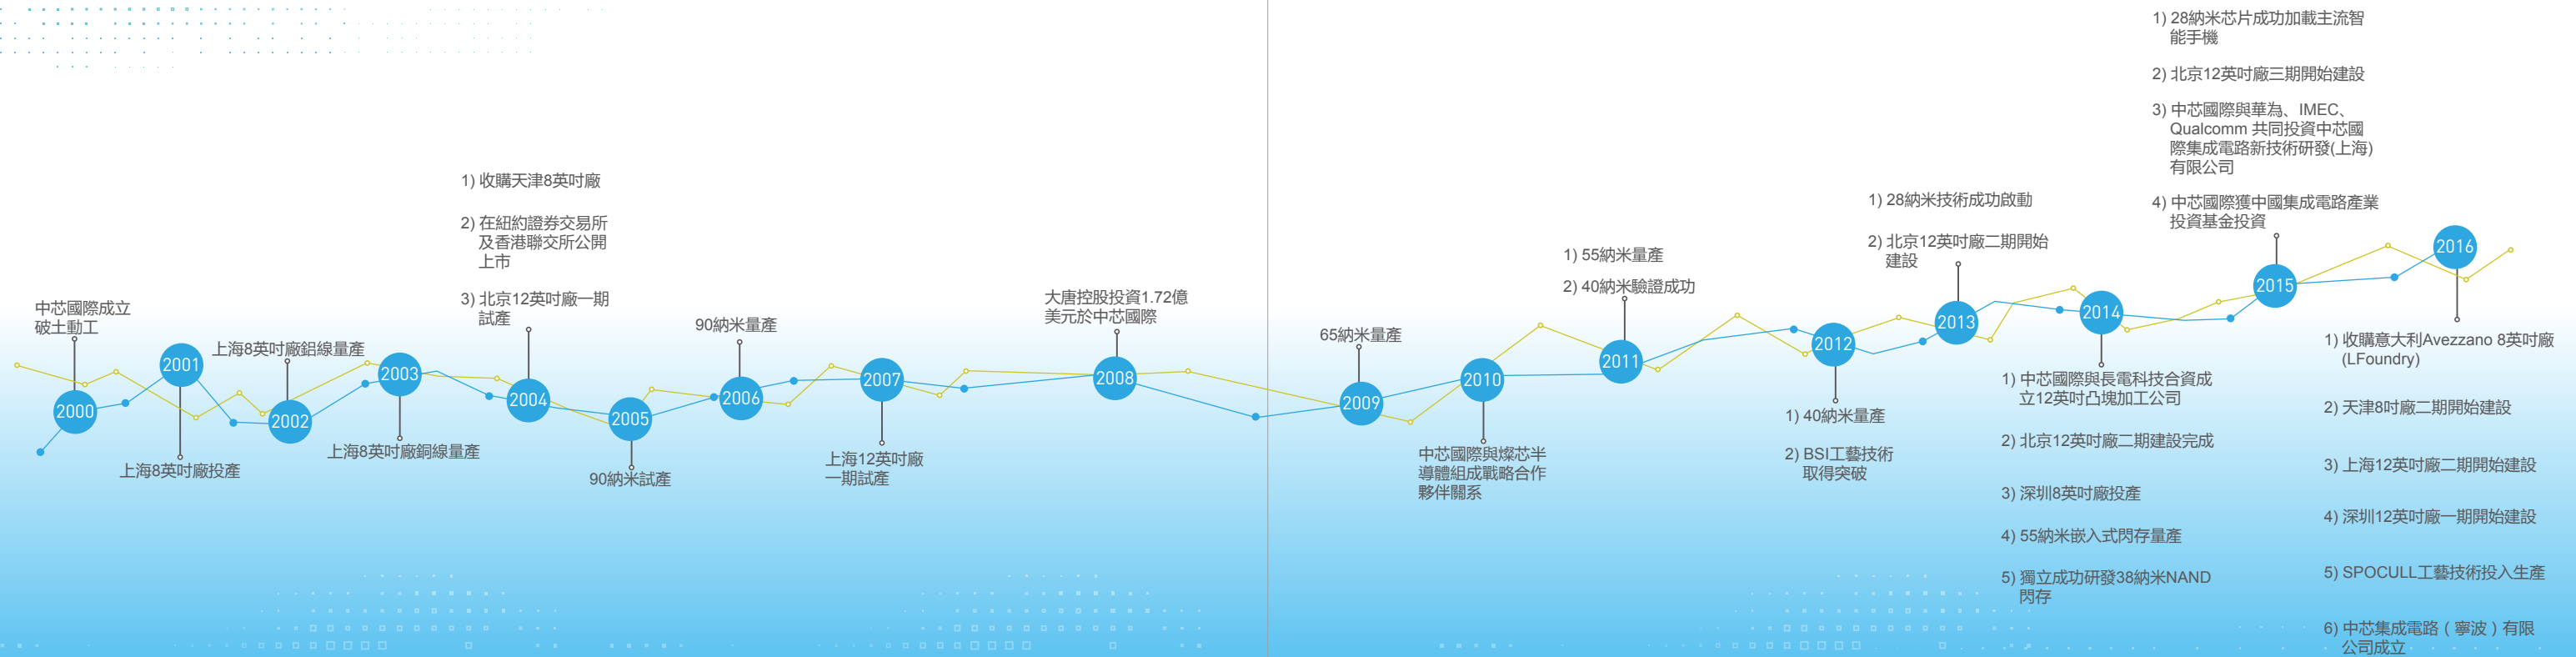 中芯國際成立
破土動工
2000
2001
上海8英吋廠投產
上海8英吋廠鋁線量產
2002
2003
上海8英吋廠銅線量產
1) 收購天津8英吋廠
2) 在紐約證券交易所
及香港聯交所公開
上市
3) 北京12英吋廠一期
試產
2004
2005
90納米試產
90納米量產
2006
2007
上海12英吋廠
一期試產
大唐控股投資1.72億
美元於中芯國際
2008
65納米量產
2009
2010
中芯國際與燦芯半
導體組成戰略合作
夥伴關系
1) 55納米量產
2) 40納米驗證成功
2011
2012
1) 40納米量產
2) BSI工藝技術
取得突破
1) 28納米技術成功啟動
2) 北京12英吋廠二期開始
建設
2013
2014
1) 中芯國際與長電科技合資成
立12英吋凸塊加工公司
2) 北京12英吋廠二期建設完成
3) 深圳8英吋廠投產
4) 55納米嵌入式閃存量產
5) 獨立成功研發38納米NAND
閃存
1) 28納米芯片成功加載主流智
能手機
2) 北京12英吋廠三期開始建設
3) 中芯國際與華為、IMEC、
Qualcomm 共同投資中芯國
際集成電路新技術研發(上海)
有限公司
4) 中芯國際獲中國集成電路產業
投資基金投資
2015
2016
1) 收購意大利Avezzano 8英吋廠
(LFoundry)
2) 天津8吋廠二期開始建設
3) 上海12英吋廠二期開始建設
4) 深圳12英吋廠一期開始建設
5) SPOCULL工藝技術投入生產
6) 中芯集成電路（寧波）有限
公司成立